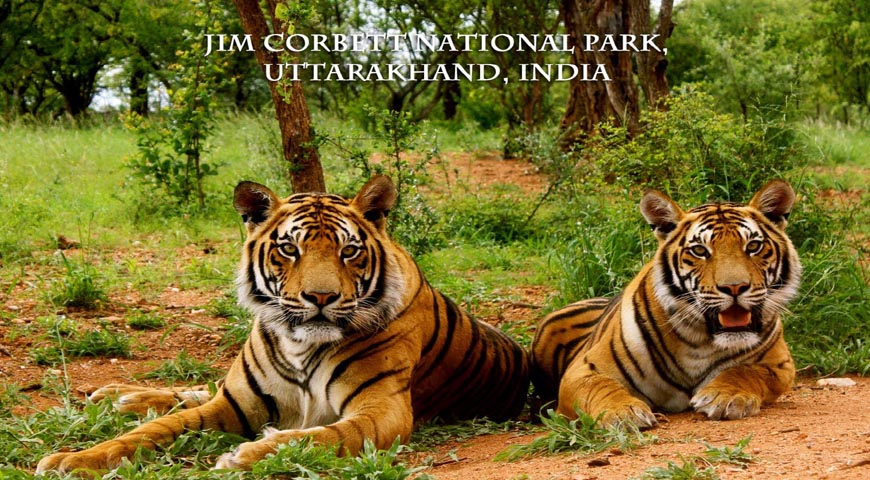 JIM CORBETT NATIONAL PARK,
UTTARAKHAND, INDIA